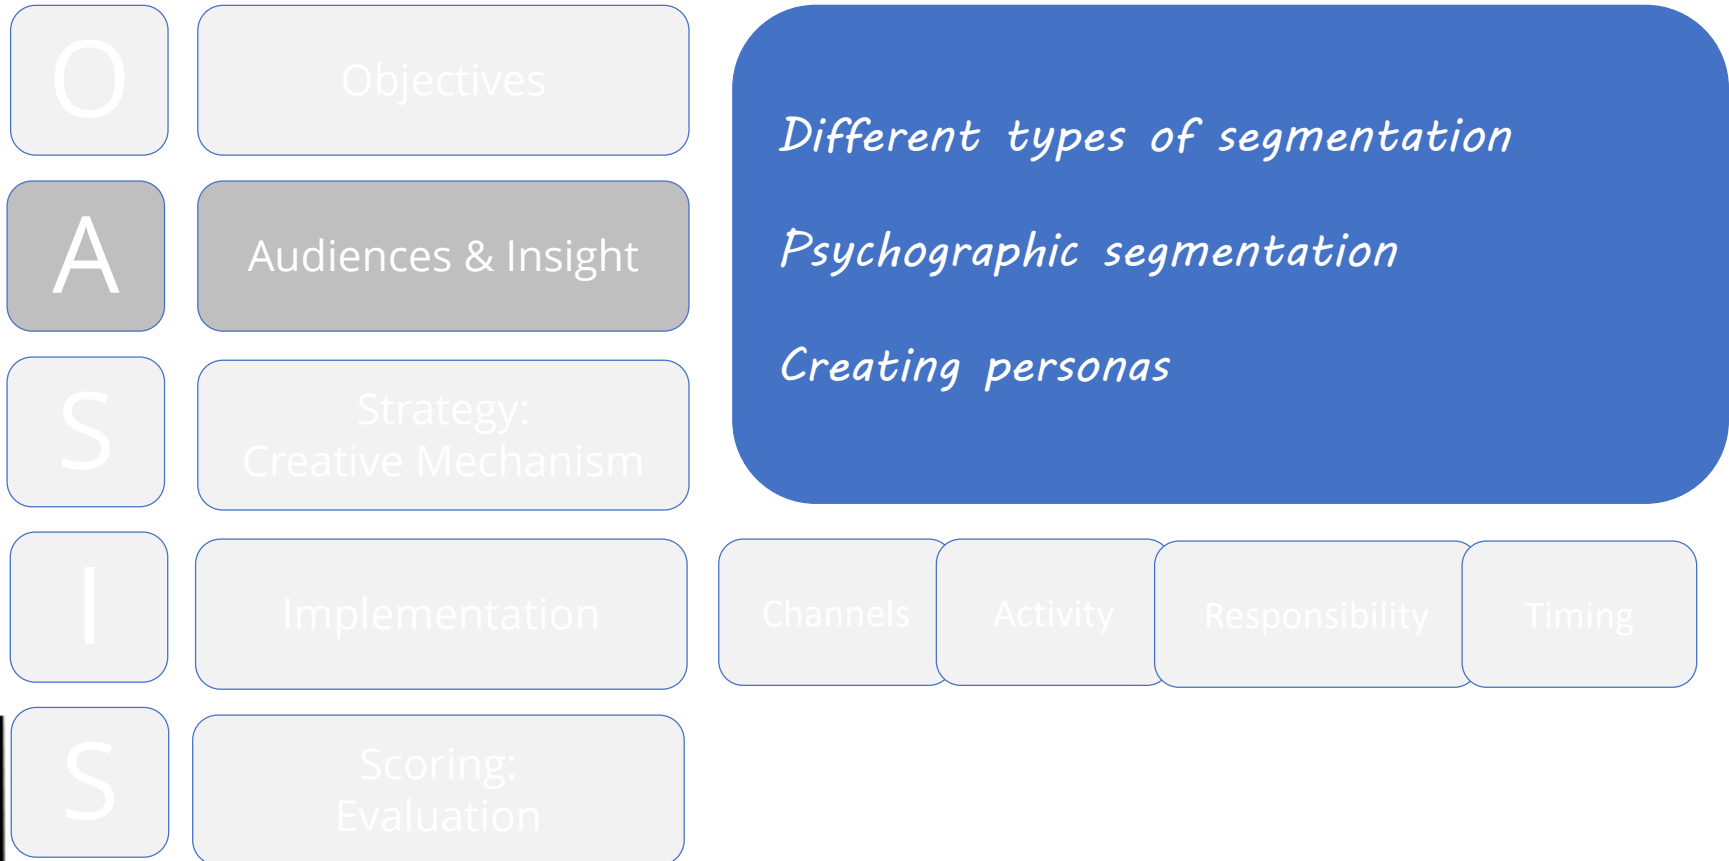 O
Objectives
A
Audiences & Insight
S
Strategy:
Creative Mechanism
I
Implementation
S
Scoring:
Evaluation
Different types of segmentation
Psychographic segmentation
Creating personas
Channels
Activity
Responsibility
Timing